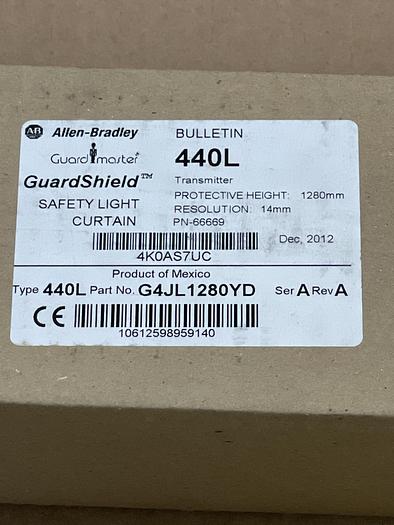 AB Allen-Bradley
Guardmaster®
GuardShield™
SAFETY LIGHT
CURTAIN
BULLETIN
440L
Transmitter
PROTECTIVE HEIGHT: 1280mm
RESOLUTION: 14mm
PN-66669
4K0AS7UC
Dec, 2012
Product of Mexico
Type 440L Part No. G4JL1280YD Ser A Rev A
CE
10612598959140